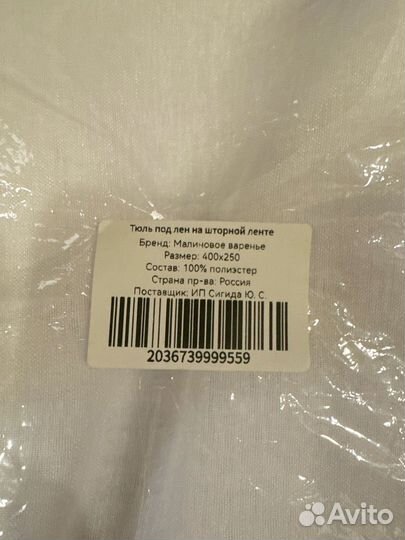 Тюль под лен на шторной ленте
Бренд: Малиновое варенье
Размер: 400x250
Состав: 100% полиэстер
Страна пр-ва: Россия
Поставщик: ИП Сигида Ю. С.
2036739999559
Avito